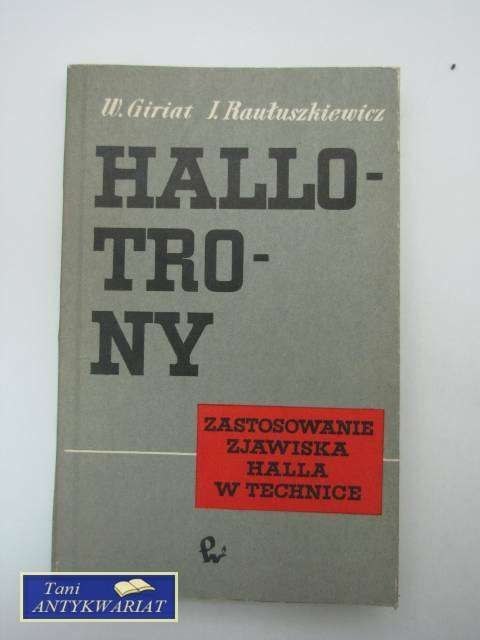 W. Giriat J. Raułuszkiewicz
HALLO-
TRO-
NY
ZASTOSOWANIE
ZJAWISKA
HALLA
W TECHNICE
Tani
ANTYKWARIAT